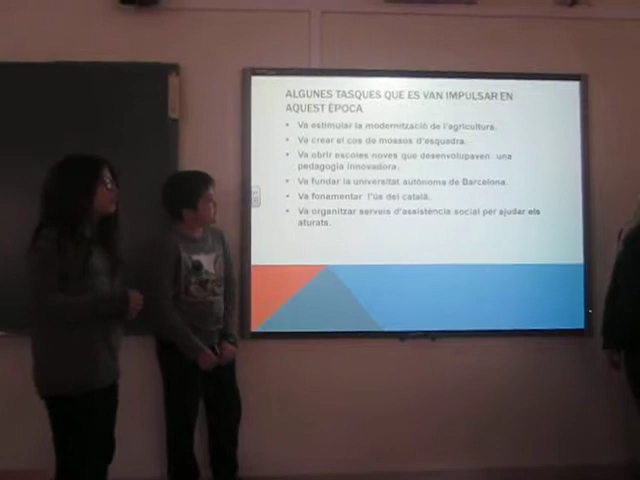 ALGUNES TASQUES QUE ES VAN IMPULSAR EN
AQUEST ÈPOCA
• Va estimular la modernització de l'agricultura.
• Va crear el cos de mossos d'esquadra.
• Va obrir escoles noves que desenvolupaven una
pedagogia innovadora.
• Va fundar la universitat autònoma de Barcelona.
• Va fonamentar l'ús del català.
• Va organitzar serveis d'assistència social per ajudar els
aturats.